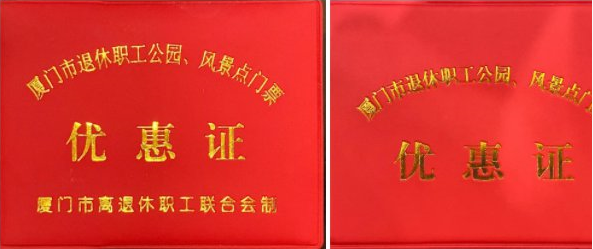 厦门市退休职工公园、风景点门票
优惠证
厦门市离退休职工联合会制
厦门市退休职工公园、风景点门
优惠证